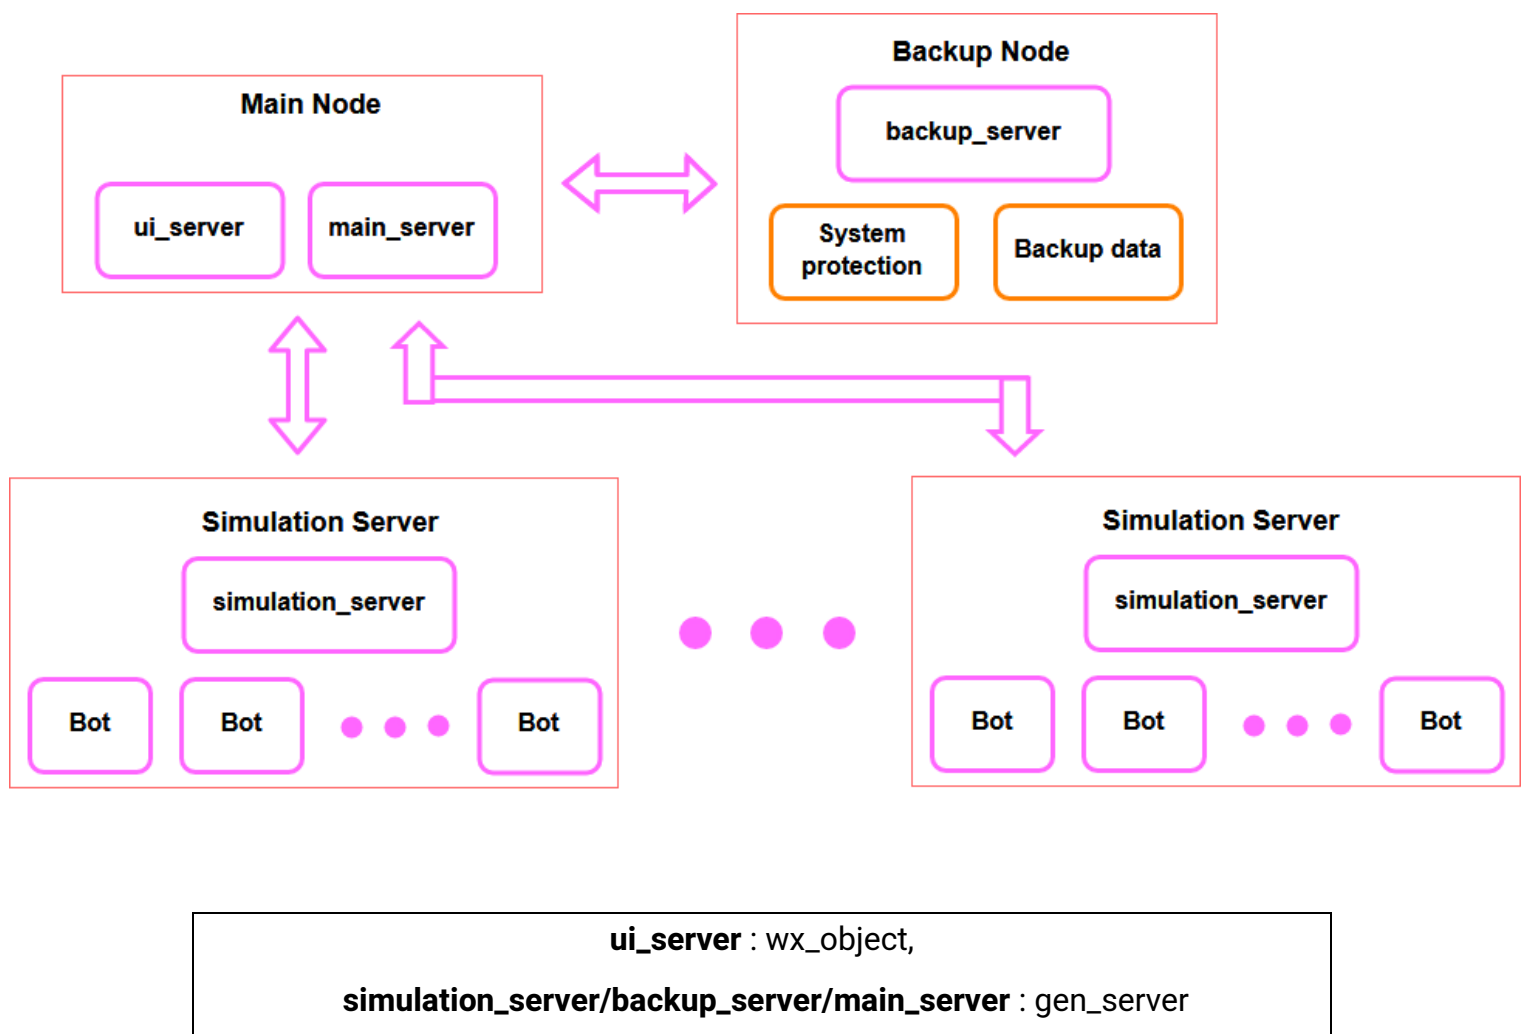 Main Node
ui_server
main_server
Backup Node
backup_server
System
protection
Backup data
Simulation Server
simulation_server
Bot
Bot
Bot
Simulation Server
simulation_server
Bot
Bot
Bot
ui_server : wx_object,
simulation_server/backup_server/main_server : gen_server